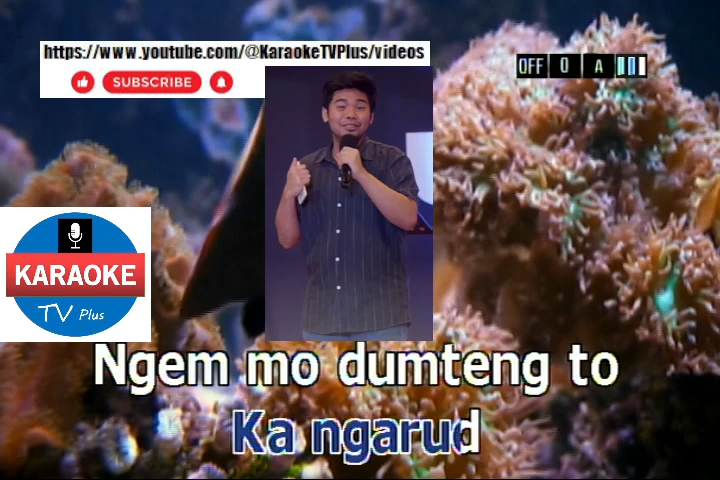 https://www.youtube.com/@KaraokeTVPlus/videos
SUBSCRIBE
OFF 0 A
KARAOKE
TV Plus
Ngem mo dumteng to
Ka ngarud